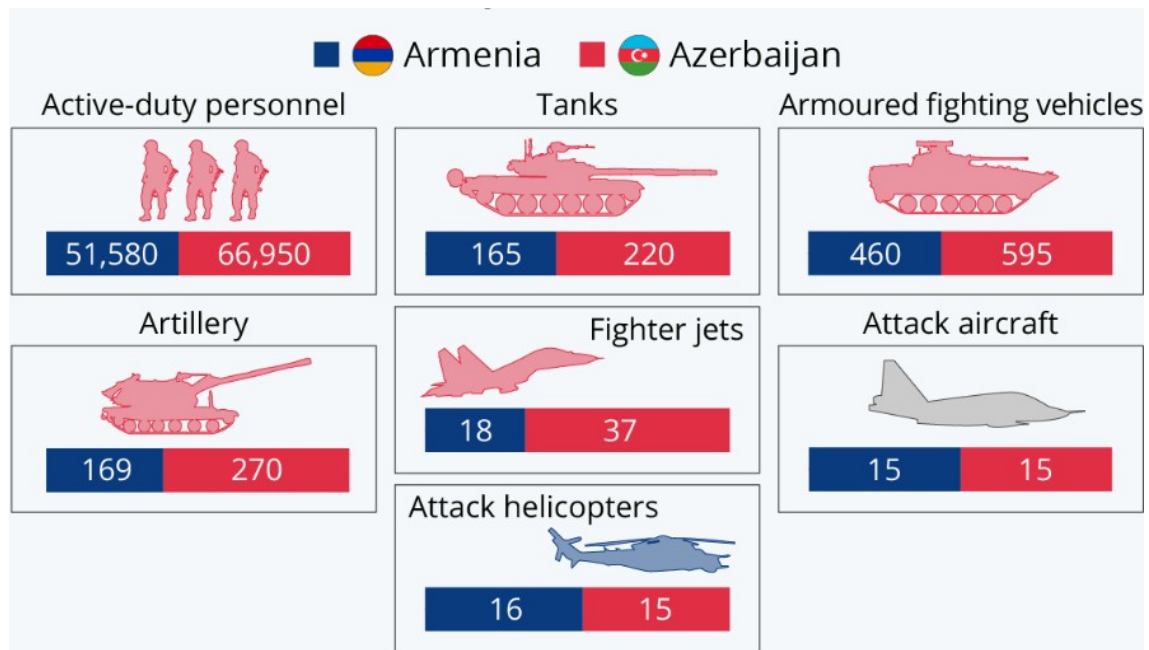 Armenia
Azerbaijan
Active-duty personnel
51,580 66,950
Tanks
165 220
Armoured fighting vehicles
460 595
Artillery
169 270
Fighter jets
18 37
Attack aircraft
15 15
Attack helicopters
16 15